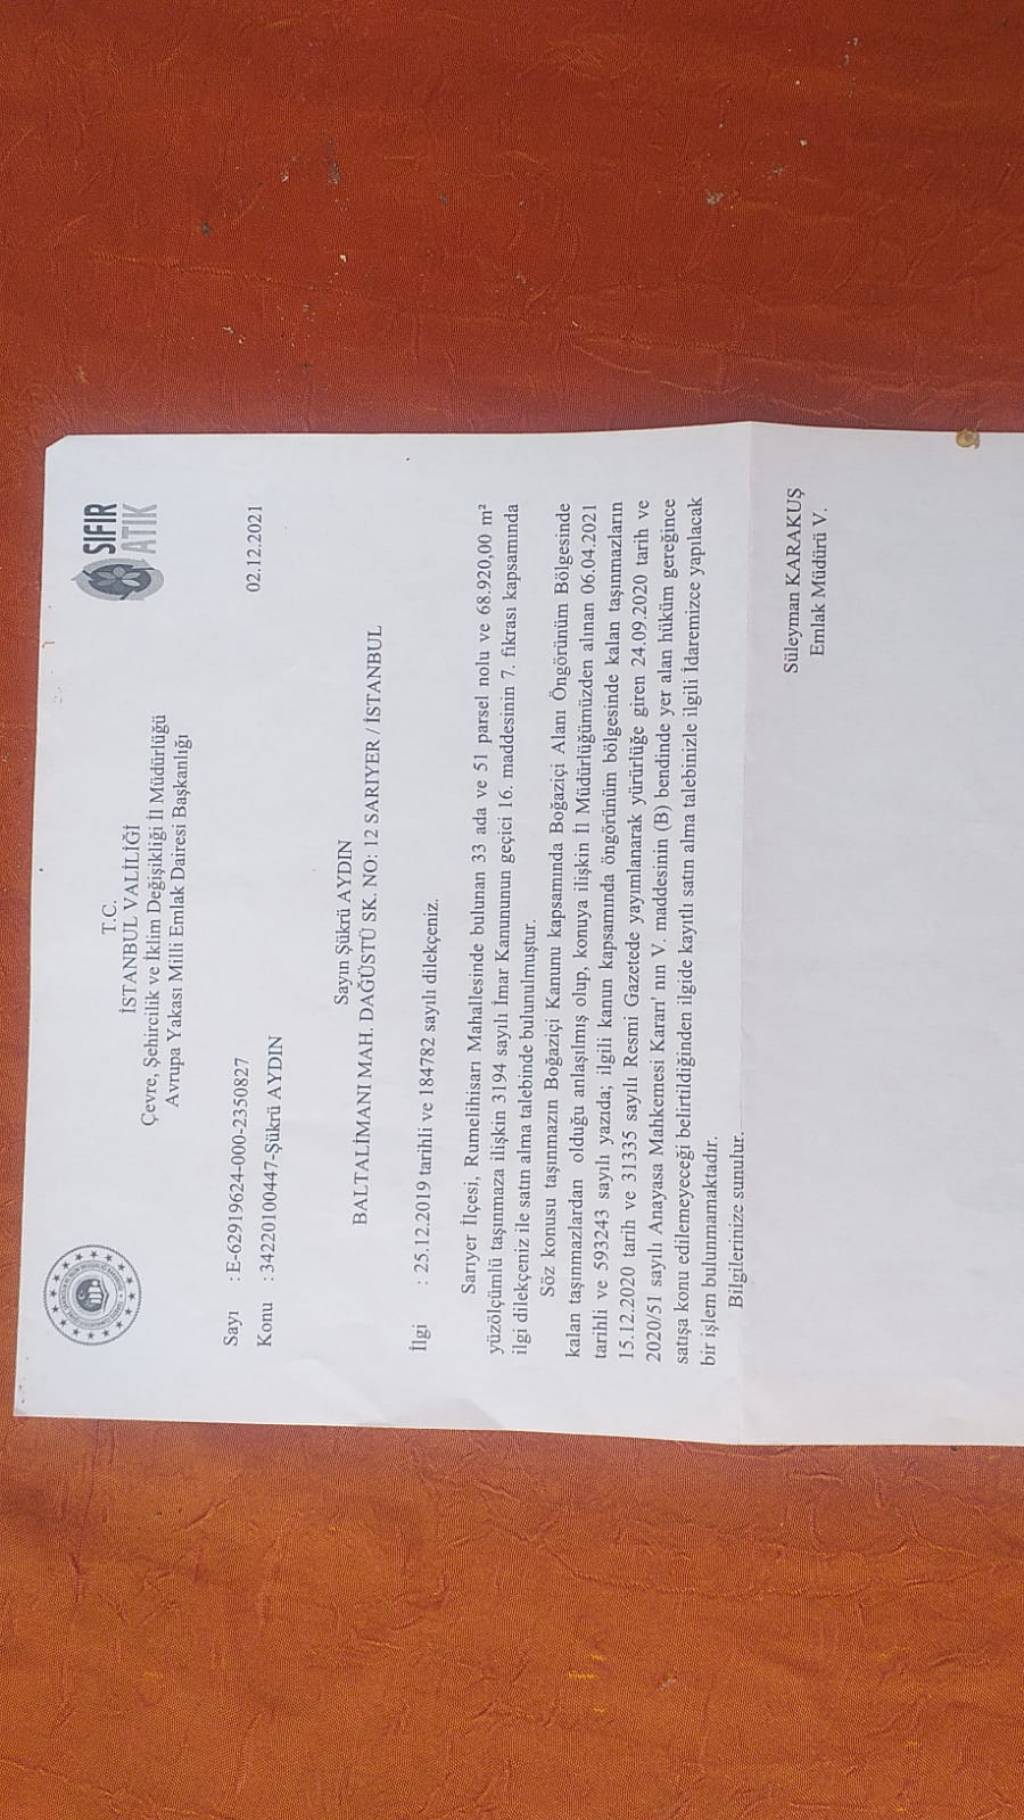 T.C.
İSTANBUL VALİLİĞİ
Çevre, Şehircilik ve İklim Değişikliği İl Müdürlüğü
Avrupa Yakası Milli Emlak Dairesi Başkanlığı
SIFIR
ATIK
Sayı : E-62919624-000-2350827
02.12.2021
Konu : 34220100447-Şükrü AYDIN
Sayın Şükrü AYDIN
BALTALİMANI MAH. DAĞÜSTÜ SK. NO: 12 SARIYER / İSTANBUL
İlgi : 25.12.2019 tarihli ve 184782 sayılı dilekçeniz.
Sarıyer İlçesi, Rumelihisarı Mahallesinde bulunan 33 ada ve 51 parsel nolu ve 68.920,00 m²
yüzölçümlü taşınmaza ilişkin 3194 sayılı İmar Kanununun geçici 16. maddesinin 7. fıkrası kapsamında
ilgi dilekçeniz ile satın alma talebinde bulunulmuştur.
Söz konusu taşınmazın Boğaziçi Kanunu kapsamında Boğaziçi Alanı Öngörünüm Bölgesinde
kalan taşınmazlardan olduğu anlaşılmış olup, konuya ilişkin İl Müdürlüğümüzden alınan 06.04.2021
tarihli ve 593243 sayılı yazıda; ilgili kanun kapsamında öngörünüm bölgesinde kalan taşınmazların
15.12.2020 tarih ve 31335 sayılı Resmi Gazetede yayımlanarak yürürlüğe giren 24.09.2020 tarih ve
2020/51 sayılı Anayasa Mahkemesi Kararı' nın V. maddesinin (B) bendinde yer alan hüküm gereğince
satışa konu edilemeyeceği belirtildiğinden ilgide kayıtlı satın alma talebinizle ilgili İdaremizce yapılacak
bir işlem bulunmamaktadır.
Bilgilerinize sunulur.
Süleyman KARAKUŞ
Emlak Müdürü V.